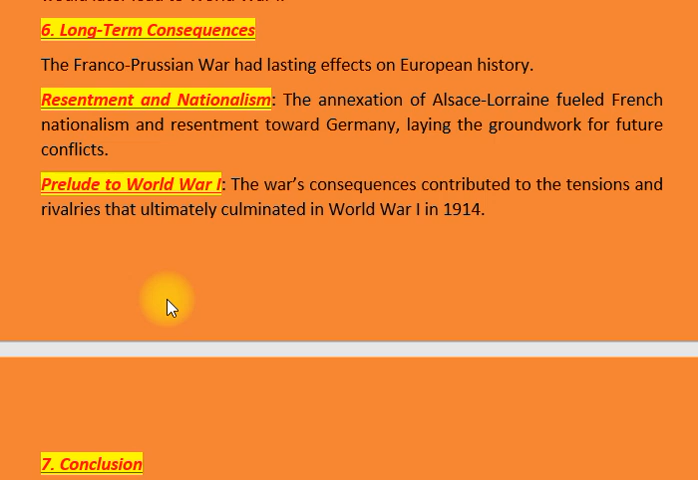 6. Long-Term Consequences
The Franco-Prussian War had lasting effects on European history.
Resentment and Nationalism: The annexation of Alsace-Lorraine fueled French
nationalism and resentment toward Germany, laying the groundwork for future
conflicts.
Prelude to World War I: The war’s consequences contributed to the tensions and
rivalries that ultimately culminated in World War I in 1914.
7. Conclusion